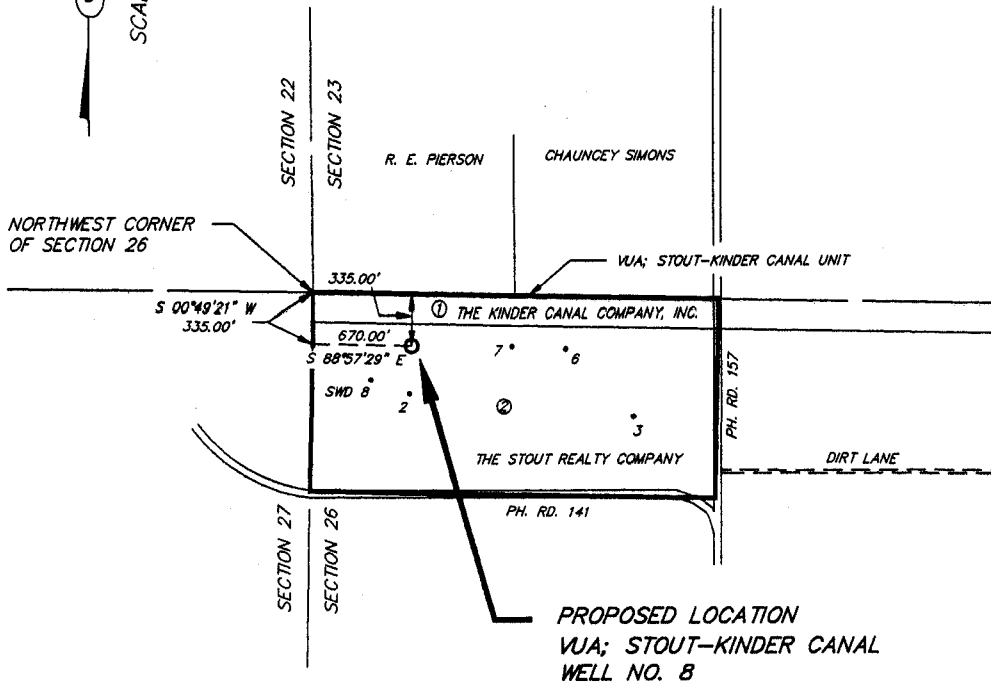 SECTION 22
SECTION 23
R. E. PIERSON
CHAUNCEY SIMONS
NORTHWEST CORNER
OF SECTION 26
VUA; STOUT-KINDER CANAL UNIT
335.00'
S 00°49'21" W
335.00'
① THE KINDER CANAL COMPANY, INC.
670.00'
S 88°57'29" E
7
6
SWD 8
2
②
3
PH. RD. 157
THE STOUT REALTY COMPANY
DIRT LANE
PH. RD. 141
SECTION 27
SECTION 26
PROPOSED LOCATION
VUA; STOUT-KINDER CANAL
WELL NO. 8